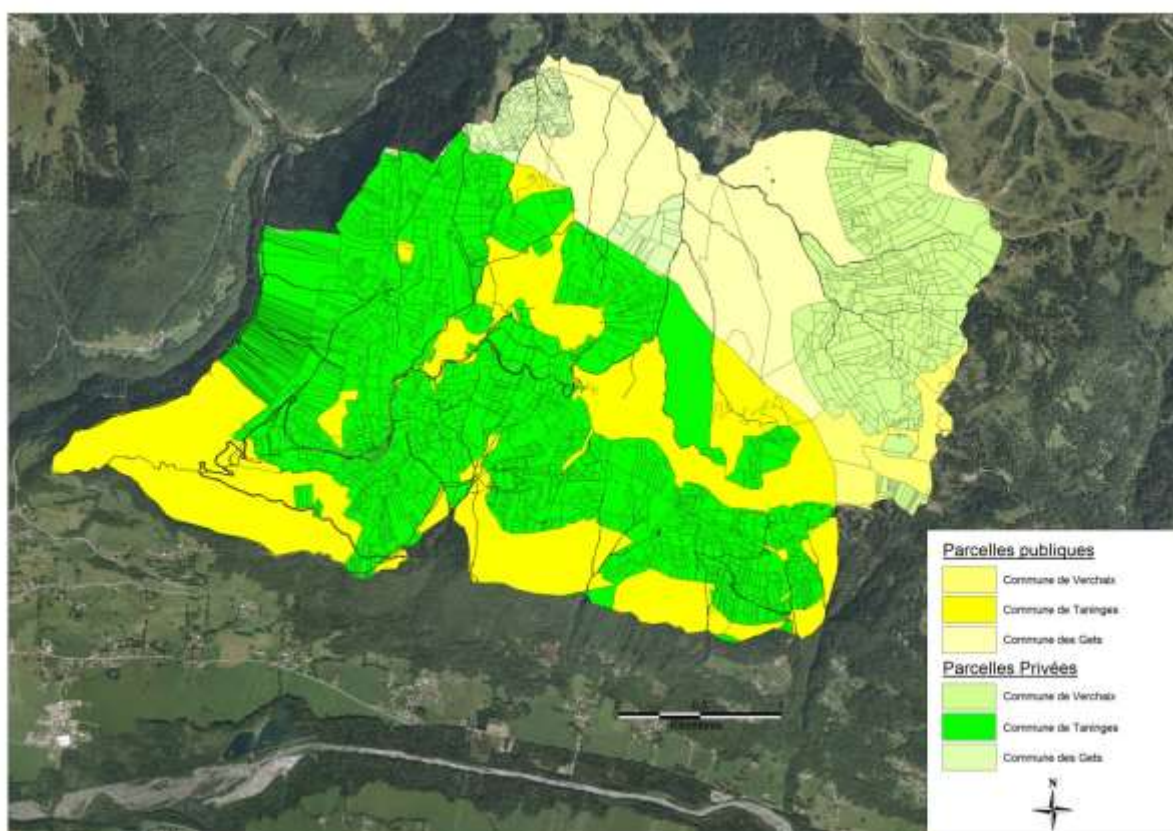 Parcelles publiques
Commune de Verchaix
Commune de Taninges
Commune des Gets
Parcelles Privées
Commune de Verchaix
Commune de Taninges
Commune des Gets
N